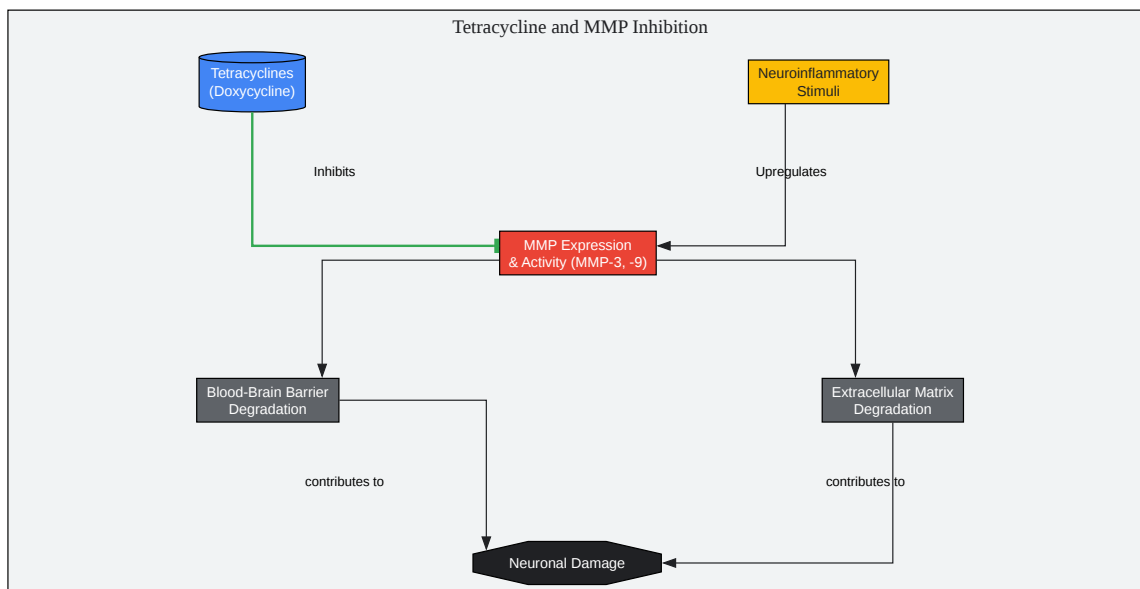 Tetracycline and MMP Inhibition
Tetracyclines
(Doxycycline)
Neuroinflammatory
Stimuli
Inhibits
Upregulates
MMP Expression
& Activity (MMP-3, -9)
Blood-Brain Barrier
Degradation
Extracellular Matrix
Degradation
contributes to
contributes to
Neuronal Damage